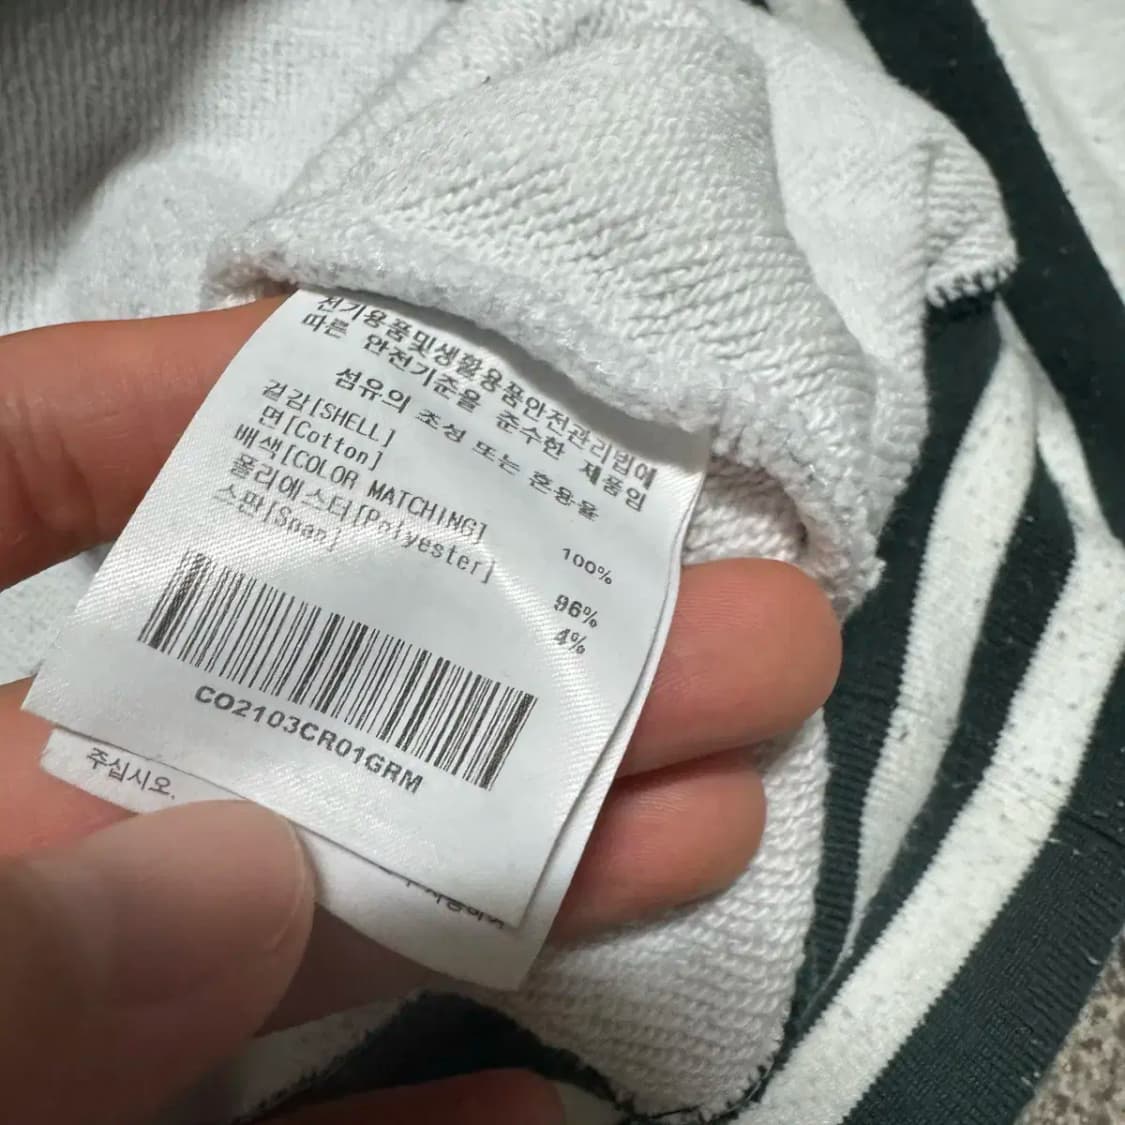 전기용품및생활용품안전관리법에
따른 안전기준을 준수한 제품임
섬유의 조성 또는 혼용율
겉감[SHELL]
면[Cotton] 100%
배색[COLOR MATCHING]
폴리에스터[Polyester] 96%
스판[Span] 4%
CO2103CR01GRM
주십시오.